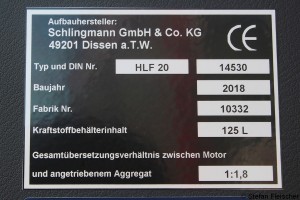 Aufbauhersteller:
Schlingmann GmbH & Co. KG
49201 Dissen a.T.W.
CE
Typ und DIN Nr. HLF 20 14530
Baujahr 2018
Fabrik Nr. 10332
Kraftstoffbehälterinhalt 125 L
Gesamtübersetzungsverhältnis zwischen Motor
und angetriebenem Aggregat 1:1,8